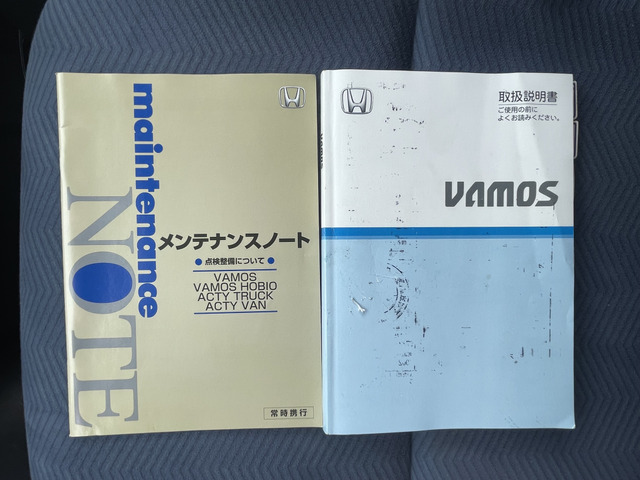 maintenance
NOTE
メンテナンスノート
● 点検整備について ●
VAMOS
VAMOS HOBIO
ACTY TRUCK
ACTY VAN
常時携行
VAMOS
取扱説明書
ご使用の前に
よくお読みください。
VAMOS